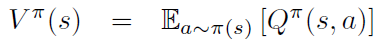 V^π(s) = 𝔼_{a∼π(s)} [Q^π(s, a)]